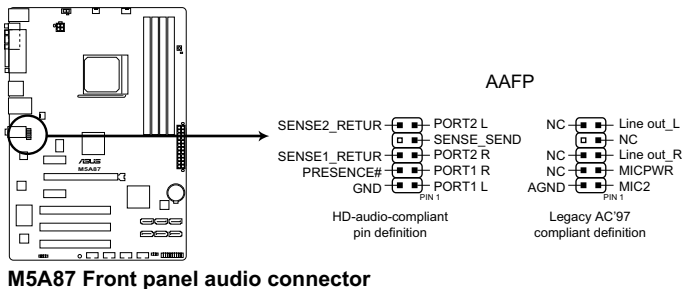 AAFP
SENSE2_RETUR PORT2 L
SENSE_SEND
SENSE1_RETUR PORT2 R
PRESENCE# PORT1 R
GND PORT1 L
PIN 1
HD-audio-compliant
pin definition
NC Line out_L
NC
NC Line out_R
NC MICPWR
AGND MIC2
PIN 1
Legacy AC'97
compliant definition
ASUS
M5A87
M5A87 Front panel audio connector